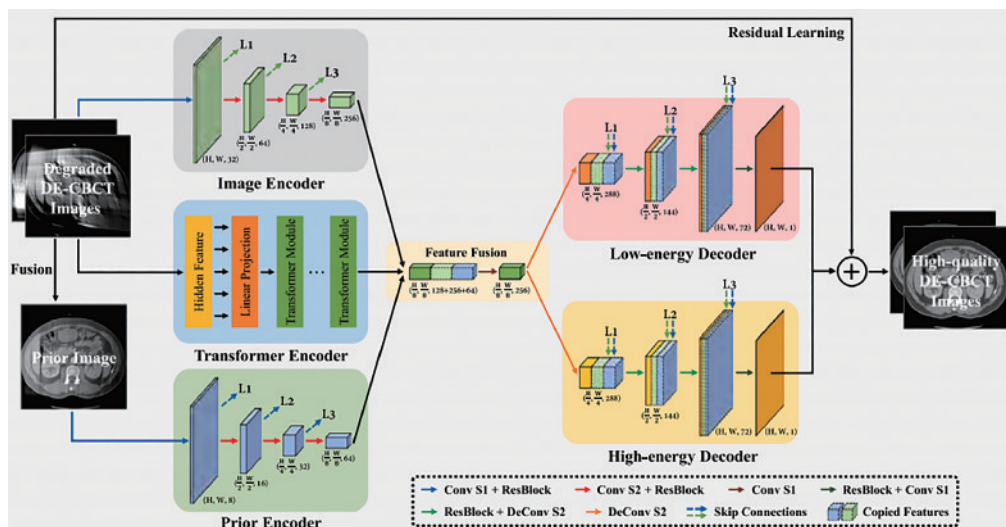 Residual Learning
Degraded
DE-CBCT
Images
Fusion
Prior Image
L1
L2
L3
(H, W, 32)
(H/2, W/2, 64)
(H/4, W/4, 128)
(H/8, W/8, 256)
Image Encoder
Hidden Feature
Linear Projection
Transformer Module
...
Transformer Module
Transformer Encoder
L1
L2
L3
(H, W, 8)
(H/2, W/2, 16)
(H/4, W/4, 32)
(H/8, W/8, 64)
Prior Encoder
Feature Fusion
(H/8, W/8, 128+256+64)
(H/8, W/8, 256)
L1
L2
L3
(H/4, W/4, 288)
(H/2, W/2, 144)
(H, W, 72)
(H, W, 1)
Low-energy Decoder
L1
L2
L3
(H/4, W/4, 288)
(H/2, W/2, 144)
(H, W, 72)
(H, W, 1)
High-energy Decoder
High-quality
DE-CBCT
Images
Conv S1 + ResBlock
Conv S2 + ResBlock
Conv S1
ResBlock + Conv S1
ResBlock + DeConv S2
DeConv S2
Skip Connections
Copied Features